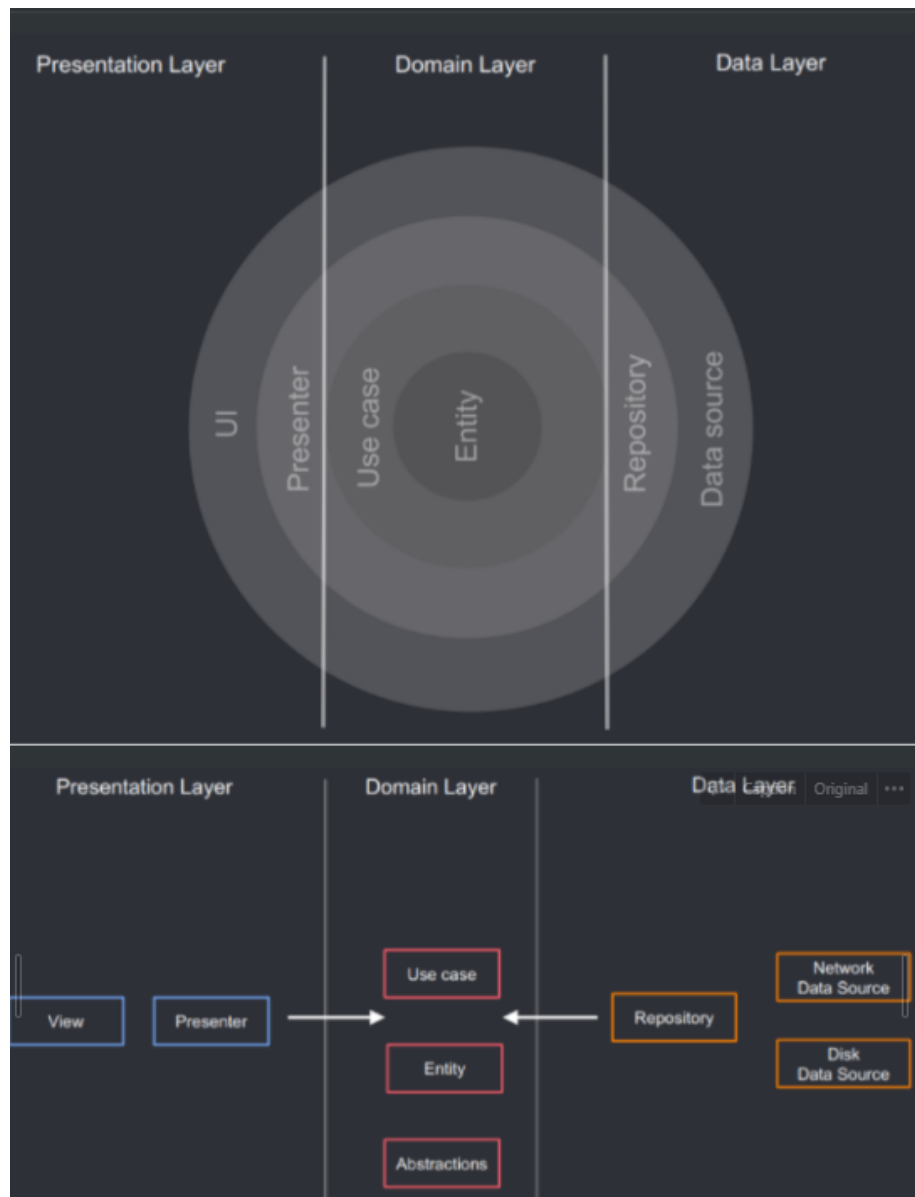 Presentation Layer
Domain Layer
Data Layer
UI
Presenter
Use case
Entity
Repository
Data source
Presentation Layer
Domain Layer
Data Layer
Original
Use case
Network
Data Source
View
Presenter
Repository
Entity
Disk
Data Source
Abstractions